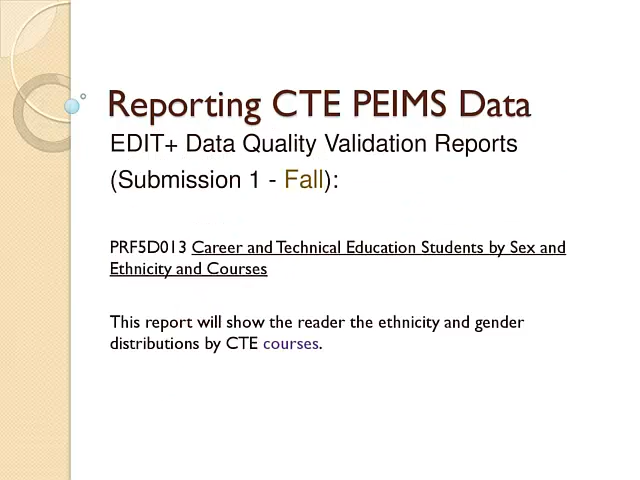 Reporting CTE PEIMS Data
EDIT+ Data Quality Validation Reports
(Submission 1 - Fall):
PRF5D013 Career and Technical Education Students by Sex and
Ethnicity and Courses
This report will show the reader the ethnicity and gender
distributions by CTE courses.